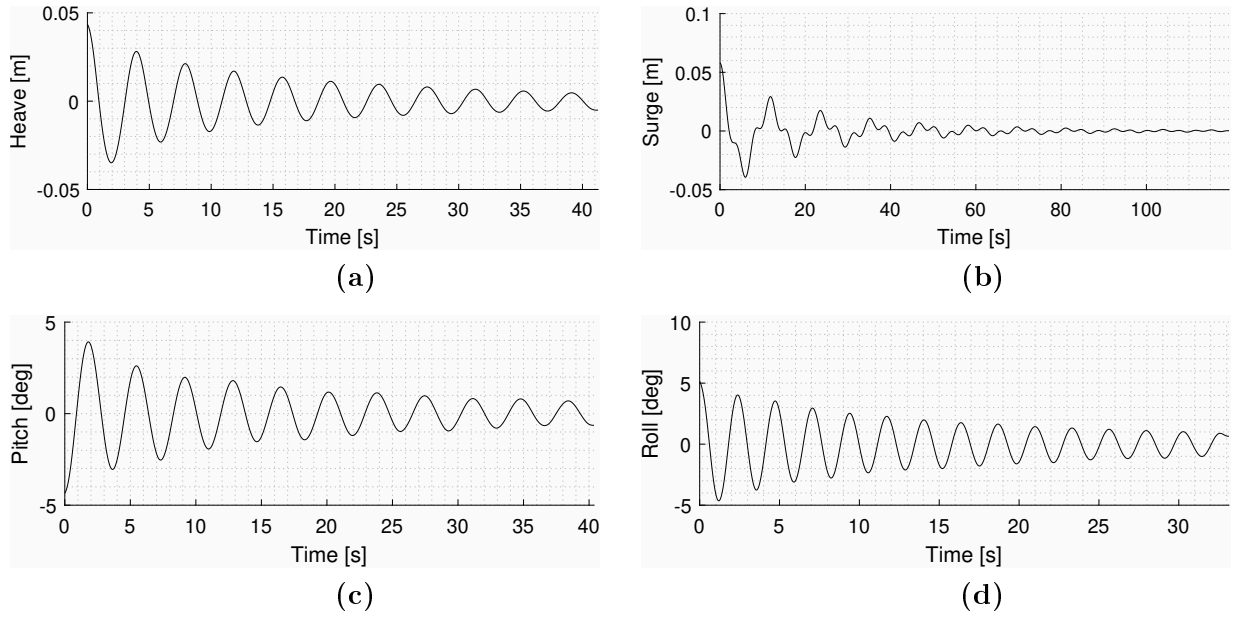 0.05
0
-0.05
Heave [m]
0 5 10 15 20 25 30 35 40
Time [s]
(a)
0.1
0.05
0
-0.05
Surge [m]
0 20 40 60 80 100
Time [s]
(b)
5
0
-5
Pitch [deg]
0 5 10 15 20 25 30 35 40
Time [s]
(c)
10
5
0
-5
Roll [deg]
0 5 10 15 20 25 30
Time [s]
(d)